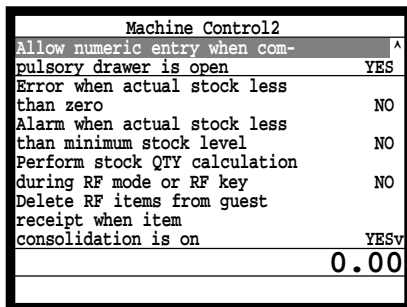 Machine Control2
Allow numeric entry when com- ^
pulsory drawer is open YES
Error when actual stock less
than zero NO
Alarm when actual stock less
than minimum stock level NO
Perform stock QTY calculation
during RF mode or RF key NO
Delete RF items from guest
receipt when item
consolidation is on YESv
0.00